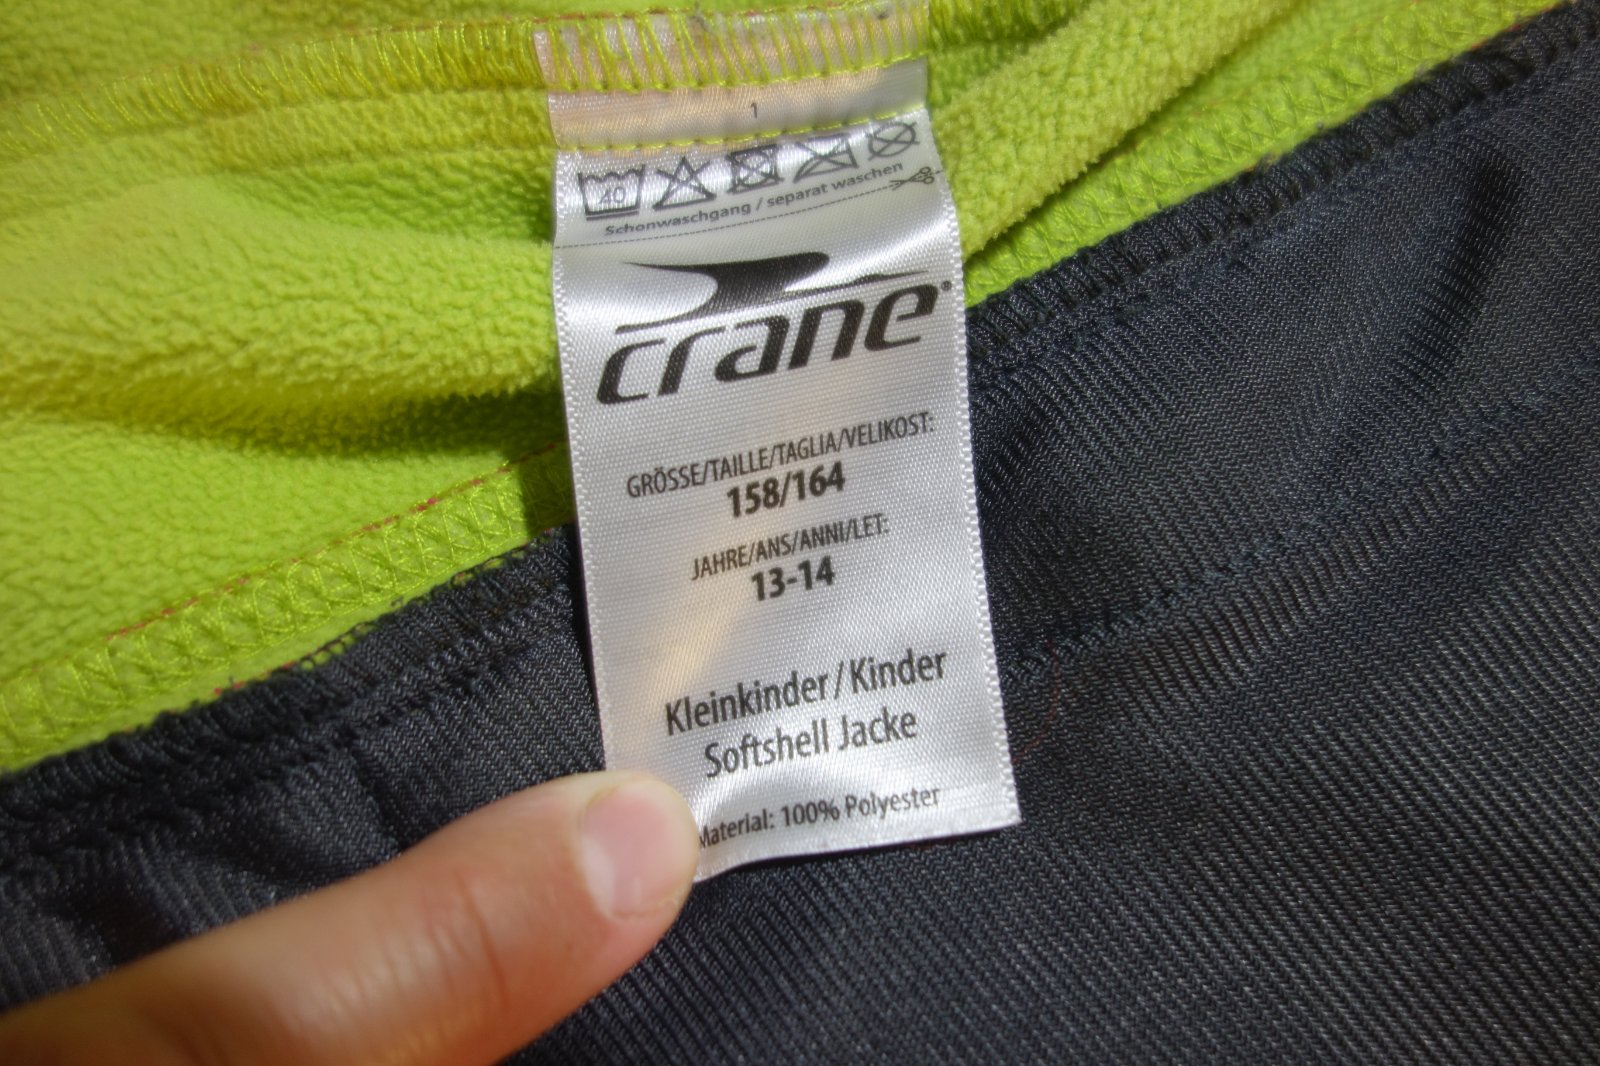 1
40
Schonwaschgang / separat waschen
crane®
GRÖSSE/TAILLE/TAGLIA/VELIKOST:
158/164
JAHRE/ANS/ANNI/LET:
13-14
Kleinkinder / Kinder
Softshell Jacke
Material: 100% Polyester